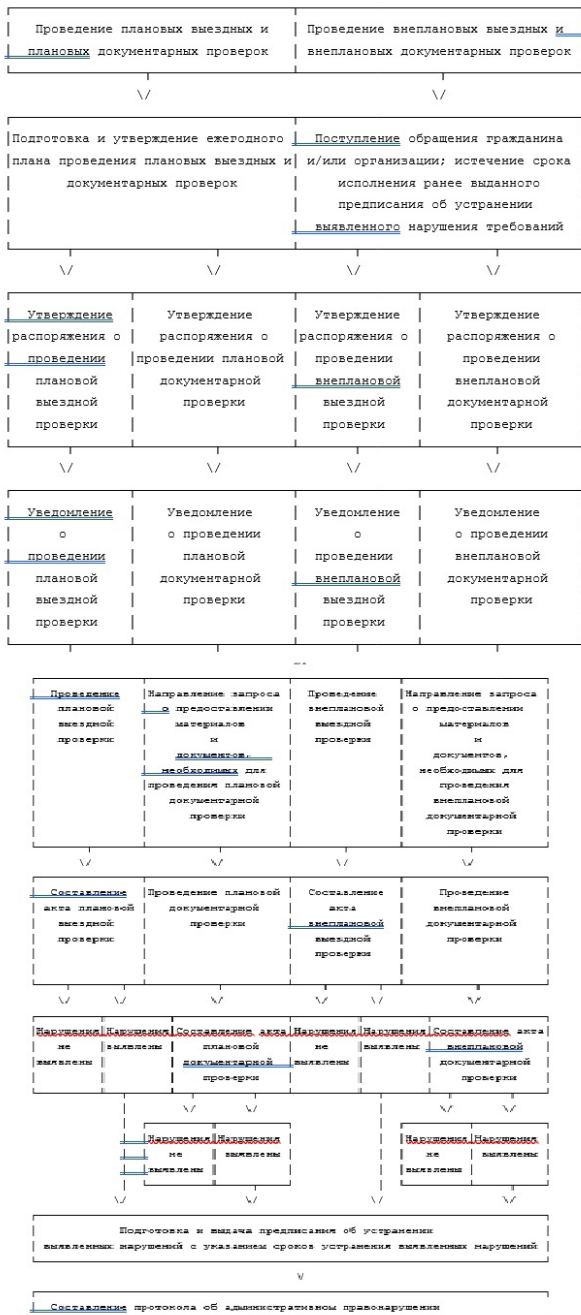 Проведение плановых выездных и
плановых документарных проверок
Проведение внеплановых выездных и
внеплановых документарных проверок
Подготовка и утверждение ежегодного
плана проведения плановых выездных и
документарных проверок
Поступление обращения гражданина
и/или организации; истечение срока
исполнения ранее выданного
предписания об устранении
выявленного нарушения требований
Утверждение
распоряжения о
проведении
плановой
выездной
проверки
Утверждение
распоряжения о
проведении плановой
документарной
проверки
Утверждение
распоряжения о
проведении
внеплановой
выездной
проверки
Утверждение
распоряжения о
проведении
внеплановой
документарной
проверки
Уведомление
о
проведении
плановой
выездной
проверки
Уведомление
о проведении
плановой
документарной
проверки
Уведомление
о
проведении
внеплановой
выездной
проверки
Уведомление
о проведении
внеплановой
документарной
проверки
Проведение
плановой
выездной
проверки
Направление запроса
о предоставлении
материалов
и
документов,
необходимых для
проведения плановой
документарной
проверки
Проведение
внеплановой
выездной
проверки
Направление запроса
о предоставлении
материалов
и
документов,
необходимых для
проведения
внеплановой
документарной
проверки
Составление
акта плановой
выездной
проверки
Проведение плановой
документарной
проверки
Составление
акта
внеплановой
выездной
проверки
Проведение
внеплановой
документарной
проверки
Нарушения
не
выявлены
Нарушения
выявлены
Составление акта
плановой
документарной
проверки
Нарушения
не
выявлены
Нарушения
выявлены
Составление акта
внеплановой
документарной
проверки
Нарушения
не
выявлены
Нарушения
выявлены
Нарушения
не
выявлены
Нарушения
выявлены
Подготовка и выдача предписания об устранении
выявленных нарушений с указанием сроков устранения выявленных нарушений
Составление протокола об административном правонарушении